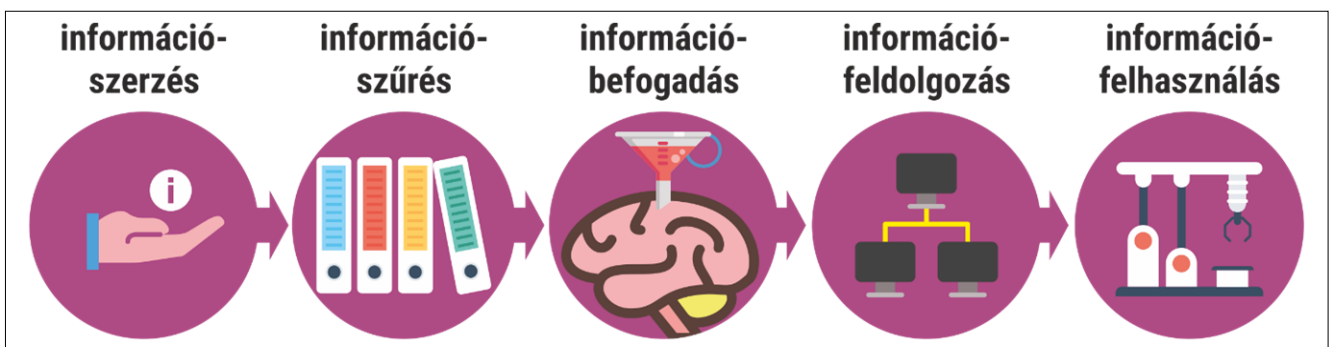 információ-
szerzés
információ-
szűrés
információ-
befogadás
információ-
feldolgozás
információ-
felhasználás
i